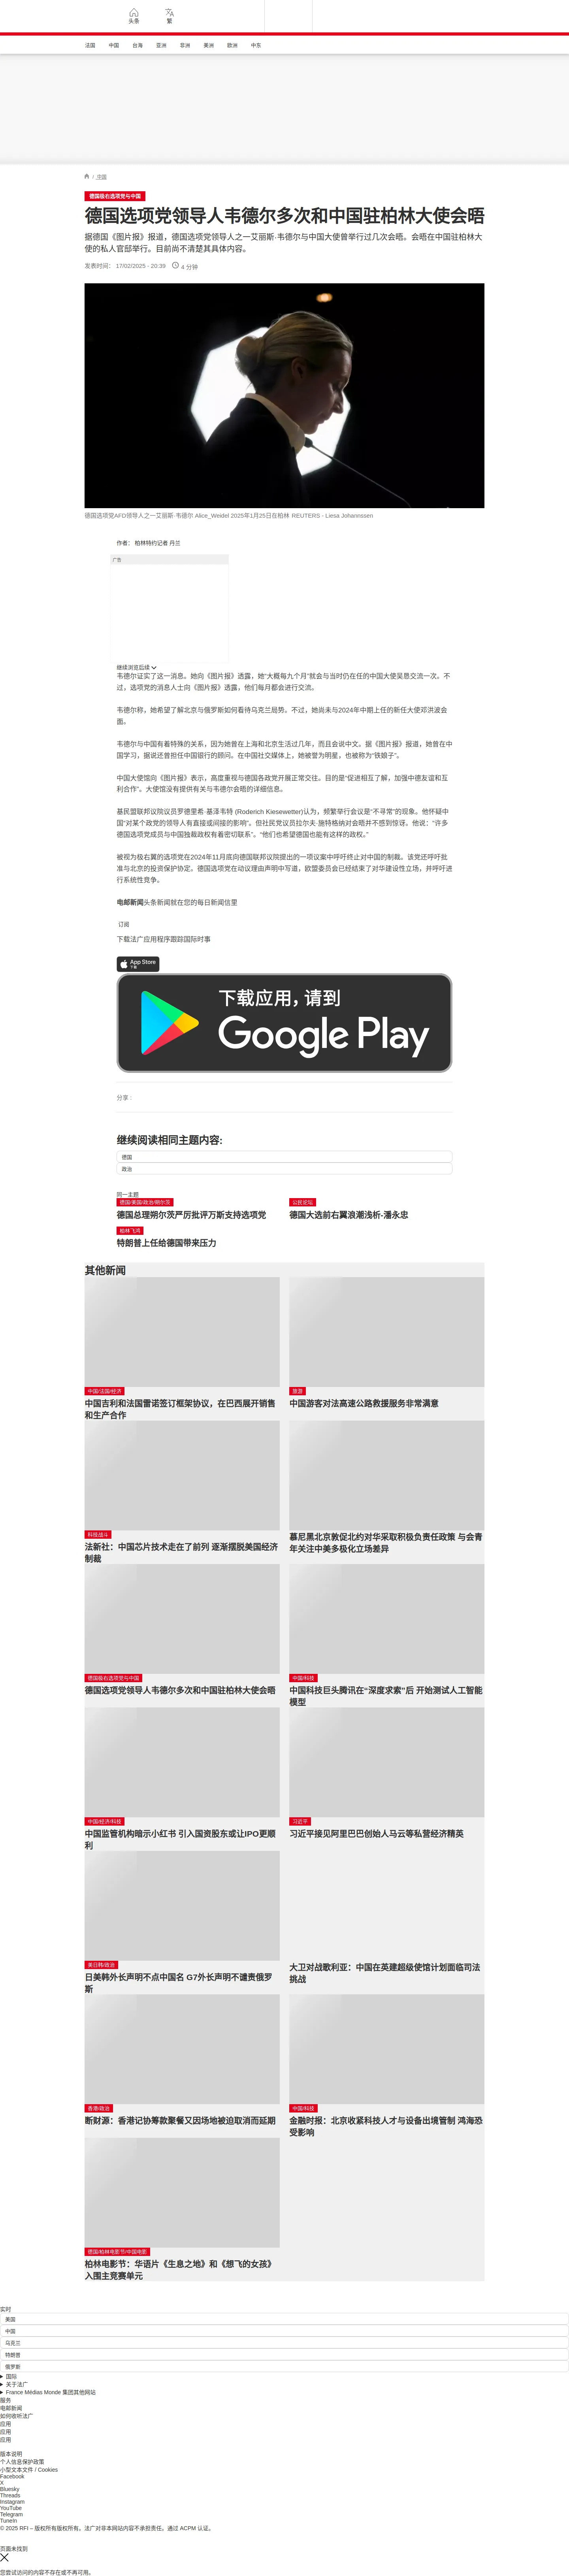 头条
繁
法国
中国
台海
亚洲
非洲
美洲
欧洲
中东
/ 中国
德国极右选项党与中国
德国选项党领导人韦德尔多次和中国驻柏林大使会晤
据德国《图片报》报道，德国选项党领导人之一艾丽斯·韦德尔与中国大使曾举行过几次会晤。会晤在中国驻柏林大
使的私人官邸举行。目前尚不清楚其具体内容。
发表时间： 17/02/2025 - 20:39
4 分钟
德国选项党AFD领导人之一艾丽斯·韦德尔 Alice_Weidel 2025年1月25日在柏林 REUTERS - Liesa Johannssen
作者： 柏林特约记者 丹兰
广告
继续浏览后续
韦德尔证实了这一消息。她向《图片报》透露，她“大概每九个月”就会与当时仍在任的中国大使吴恳交流一次。不
过，选项党的消息人士向《图片报》透露，他们每月都会进行交流。
韦德尔称，她希望了解北京与俄罗斯如何看待乌克兰局势。不过，她尚未与2024年中期上任的新任大使邓洪波会
面。
韦德尔与中国有着特殊的关系，因为她曾在上海和北京生活过几年，而且会说中文。据《图片报》报道，她曾在中
国学习，据说还曾担任中国银行的顾问。在中国社交媒体上，她被誉为明星，也被称为“铁娘子”。
中国大使馆向《图片报》表示，高度重视与德国各政党开展正常交往。目的是“促进相互了解，加强中德友谊和互
利合作”。大使馆没有提供有关与韦德尔会晤的详细信息。
基民盟联邦议院议员罗德里希·基泽韦特 (Roderich Kiesewetter)认为，频繁举行会议是“不寻常”的现象。他怀疑中
国“对某个政党的领导人有直接或间接的影响”。但社民党议员拉尔夫·施特格纳对会晤并不感到惊讶。他说：“许多
德国选项党成员与中国独裁政权有着密切联系”。“他们也希望德国也能有这样的政权。”
被视为极右翼的选项党在2024年11月底向德国联邦议院提出的一项议案中呼吁终止对中国的制裁。该党还呼吁批
准与北京的投资保护协定。德国选项党在动议理由声明中写道，欧盟委员会已经结束了对华建设性立场，并呼吁进
行系统性竞争。
电邮新闻头条新闻就在您的每日新闻信里
订阅
下载法广应用程序跟踪国际时事
App Store
下载
下载应用，请到
Google Play
分享 :
继续阅读相同主题内容:
德国
政治
同一主题
德国/美国/政治/朔尔茨
德国总理朔尔茨严厉批评万斯支持选项党
公民论坛
德国大选前右翼浪潮浅析-潘永忠
柏林飞鸿
特朗普上任给德国带来压力
其他新闻
中国/法国/经济
中国吉利和法国雷诺签订框架协议，在巴西展开销售
和生产合作
旅游
中国游客对法高速公路救援服务非常满意
科技战斗
法新社：中国芯片技术走在了前列 逐渐摆脱美国经济
制裁
慕尼黑北京敦促北约对华采取积极负责任政策 与会青
年关注中美多极化立场差异
德国极右选项党与中国
德国选项党领导人韦德尔多次和中国驻柏林大使会晤
中国/科技
中国科技巨头腾讯在“深度求索”后 开始测试人工智能
模型
中国/经济/科技
中国监管机构暗示小红书 引入国资股东或让IPO更顺
利
习近平
习近平接见阿里巴巴创始人马云等私营经济精英
美日韩/政治
日美韩外长声明不点中国名 G7外长声明不谴责俄罗
斯
大卫对战歌利亚：中国在英建超级使馆计划面临司法
挑战
香港/政治
断财源：香港记协筹款聚餐又因场地被迫取消而延期
中国/科技
金融时报：北京收紧科技人才与设备出境管制 鸿海恐
受影响
德国/柏林电影节/中国电影
柏林电影节：华语片《生息之地》和《想飞的女孩》
入围主竞赛单元
实时
美国
中国
乌克兰
特朗普
俄罗斯
国际
关于法广
France Médias Monde 集团其他网站
服务
电邮新闻
如何收听法广
应用
应用
应用
版本说明
个人信息保护政策
小型文本文件 / Cookies
Facebook
X
Bluesky
Threads
Instagram
YouTube
Telegram
TuneIn
© 2025 RFI – 版权所有版权所有。法广对非本网站内容不承担责任。通过 ACPM 认证。
页面未找到
您尝试访问的内容不存在或不再可用。